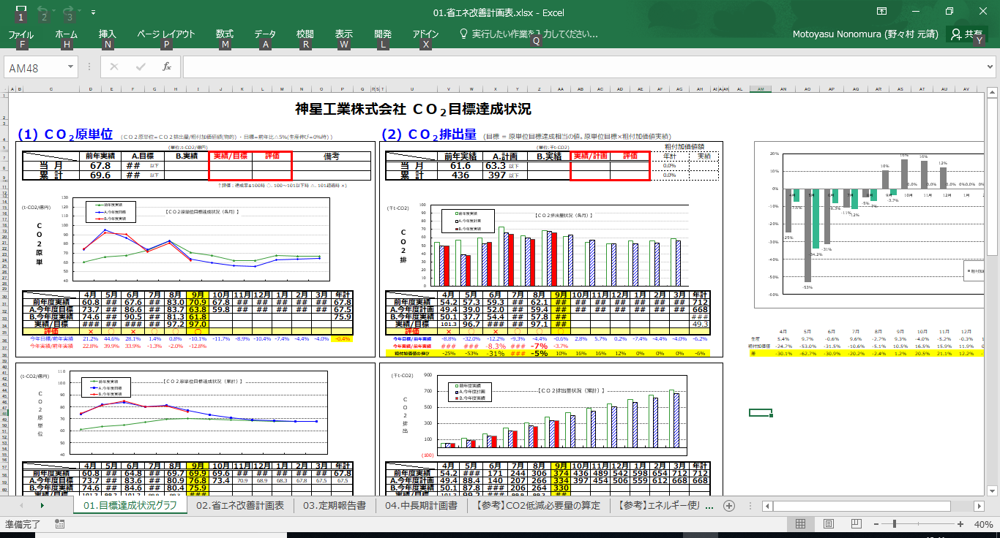 1 2 3
01.省エネ改善計画表.xlsx - Excel
ファイル ホーム 挿入 ページ レイアウト 数式 データ 校閲 表示 開発 アドイン 実行したい作業を入力してください...
Motoyasu Nonomura (野々村 元靖) 共有
F H N P M A R W L X Q Y
AM48
fx
神星工業株式会社 ＣＯ２目標達成状況
(1) ＣＯ２原単位 (ＣＯ２原単位=ＣＯ２排出量/粗付加価値額(物的)・目標=前年比△5%(生産伸び=0%時))
(単位:t-CO2/億円)
前年実績 A.目標 B.実績 実績/目標 評価 備考
当 月 67.8 ## 以下
累 計 69.6 ## 以下
↑評価：達成率≦100時 ○. 100～101以下時 △. 101超過時 ×)
(2) ＣＯ２排出量 (目標 = 原単位目標達成相当の値。原単位目標×粗付加価値実績)
(単位:千t-CO2)
粗付加価値額
前年実績 A.計画 B.実績 実績/計画 評価 年計 実績
当 月 61.6 63.3 以下 0.0%
累 計 436 397 以下 0.0%
(t-CO2/億円)
ＣＯ２原単
130
120
110
100
90
80
70
60
50
40
前年度実績
A.今年度目標
B.今年度実績
【ＣＯ２原単位目標達成状況（各月）】
4月 5月 6月 7月 8月 9月 10月 11月 12月 1月 2月 3月 年計
前年度実績 60.8 ## 67.6 ## 83.0 70.9 67.8 ## ## ## ## ## 67.8
A.今年度目標 73.7 ## 86.6 ## 83.7 63.8 59.8 ## ## ## ## ## 67.5
B.今年度実績 74.6 ## 90.5 ## 81.3 61.8 75.9
実績/目標 ### ## ### ## 97.2 97.0
評価 × ○ × ○ ○ ○
今年目標/前年実績 21.2% 44.6% 28.1% 1.4% 0.8% -10.1% -11.7% -8.9% -10.4% -7.4% -4.4% -4.0% -0.4%
今年実績/前年実績 22.8% 39.9% 33.9% -1.3% -2.0% -12.8%
(千t-CO2)
ＣＯ２排
100
90
80
70
60
50
40
30
20
10
0
前年度実績
A.今年度計画
B.今年度実績
【ＣＯ２排出量状況（各月）】
4月 5月 6月 7月 8月 9月 10月 11月 12月 1月 2月 3月 年計
前年度実績 54.2 57.3 59.3 ## 62.1 ## ## ## ## ## ## ## 712
A.今年度計画 49.4 39.0 52.0 ## 59.4 ## ## ## ## ## ## ## 668
B.今年度実績 50.1 37.7 54.4 ## 57.8 ## ###
実績/目標 101.3 96.7 ### ## 97.1 ## 49.3
評価 × ○ × ○ ○ ○
今年目標/前年実績 -8.8% -32.0% -12.2% -9.3% -4.4% -0.6% 2.8% 5.7% 0.2% -7.4% -4.4% -4.0% -6.2%
今年実績/前年実績 ### ### -8.3% ### -7% -3.7%
粗付加価値の伸び -25% -53% -31% ### -5% 10% 16% 16% 12% 0% 0% 0% -6%
20%
10%
0%
-10%
-20%
-30%
-40%
-50%
-60%
4月 5月 6月 7月 8月 9月 10月 11月 12月 1月 2月
-25% -7.6% -53% -34.2% -31% -8.3% -11% -12% -5% -7% 10% -3.7% 16% 0.0% 16% 0.0% 12% 0.0% 0%0.0% 0%
4月 5月 6月 7月 8月 9月 10月 11月 12月
生産 5.4% 9.7% -0.6% 9.6% -2.7% 9.3% -4.0% -5.2% -0.3%
粗付加価値 -24.7% -53.0% -31.5% -10.6% -5.1% 10.5% 16.5% 15.9% 11.9%
差 -30.1% -62.7% -30.9% -20.2% -2.4% 1.2% 20.5% 21.1% 12.2%
(t-CO2/億円)
ＣＯ２原単位
110
100
90
80
70
60
50
40
前年度実績
A.今年度目標
B.今年度実績
【ＣＯ２原単位目標達成状況（累計）】
4月 5月 6月 7月 8月 9月 10月 11月 12月 1月 2月 3月 年計
前年度実績 60.8 ## 64.8 ## 69.7 69.9 69.6 ## ## ## ## ## 67.8
A.今年度目標 73.7 ## 83.6 ## 80.9 76.8 73.4 70.9 68.9 68.3 67.8 67.5 67.5
B.今年度実績 74.6 ## 84.6 ## 80.4 75.9
(千t-CO2)
ＣＯ２排出
900
700
500
300
100
(100)
前年度実績
A.今年度計画
B.今年度実績
【ＣＯ２排出量状況（累計）】
4月 5月 6月 7月 8月 9月 10月 11月 12月 1月 2月 3月 年計
前年度実績 54.2 ### 171 244 306 374 436 489 542 598 654 712 712
A.今年度計画 49.4 88.4 140 207 266 334 397 454 506 559 612 668 668
B.今年度実績 50.1 87.8 ### 206 264 330
01.目標達成状況グラフ 02.省エネ改善計画表 03.定期報告書 04.中長期計画書 【参考】CO2低減必要量の算定 【参考】エネルギー使 ...
準備完了
40%